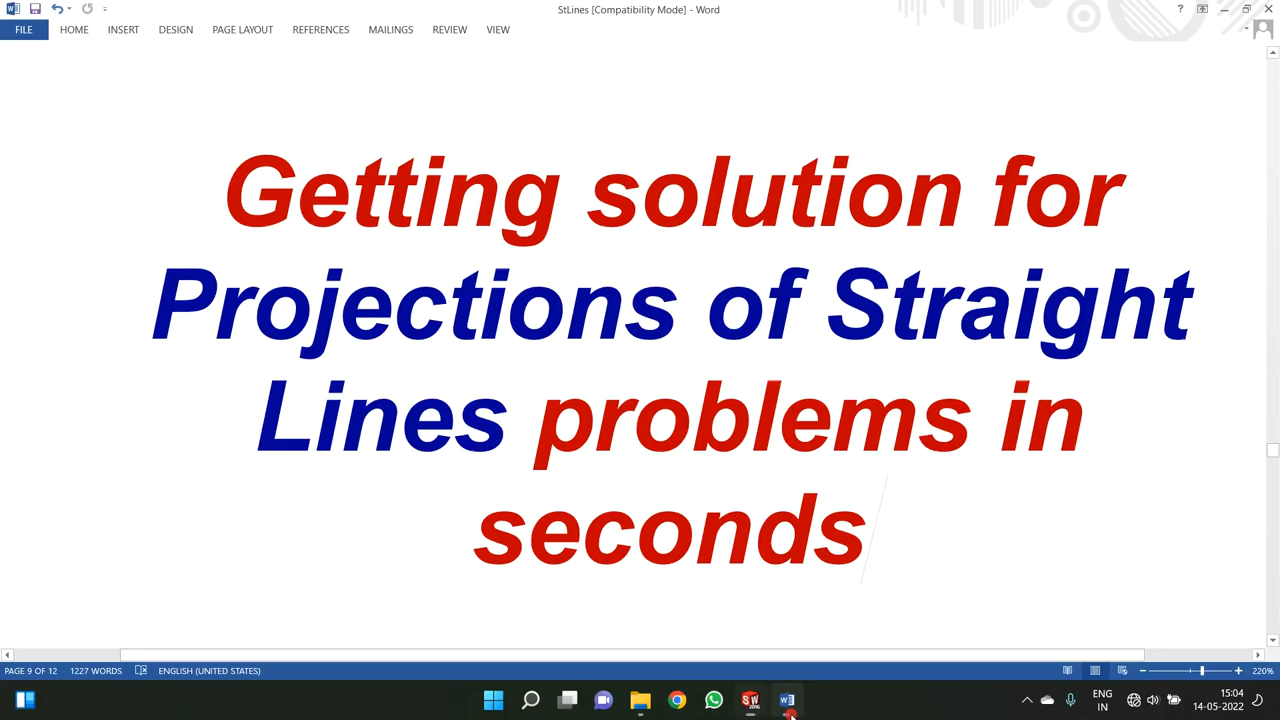 StLines [Compatibility Mode] - Word
?
FILE HOME INSERT DESIGN PAGE LAYOUT REFERENCES MAILINGS REVIEW VIEW
Getting solution for
Projections of Straight
Lines problems in
seconds
PAGE 9 OF 12 1227 WORDS ENGLISH (UNITED STATES) 220%
SW 2016
ENG
IN
15:04
14-05-2022